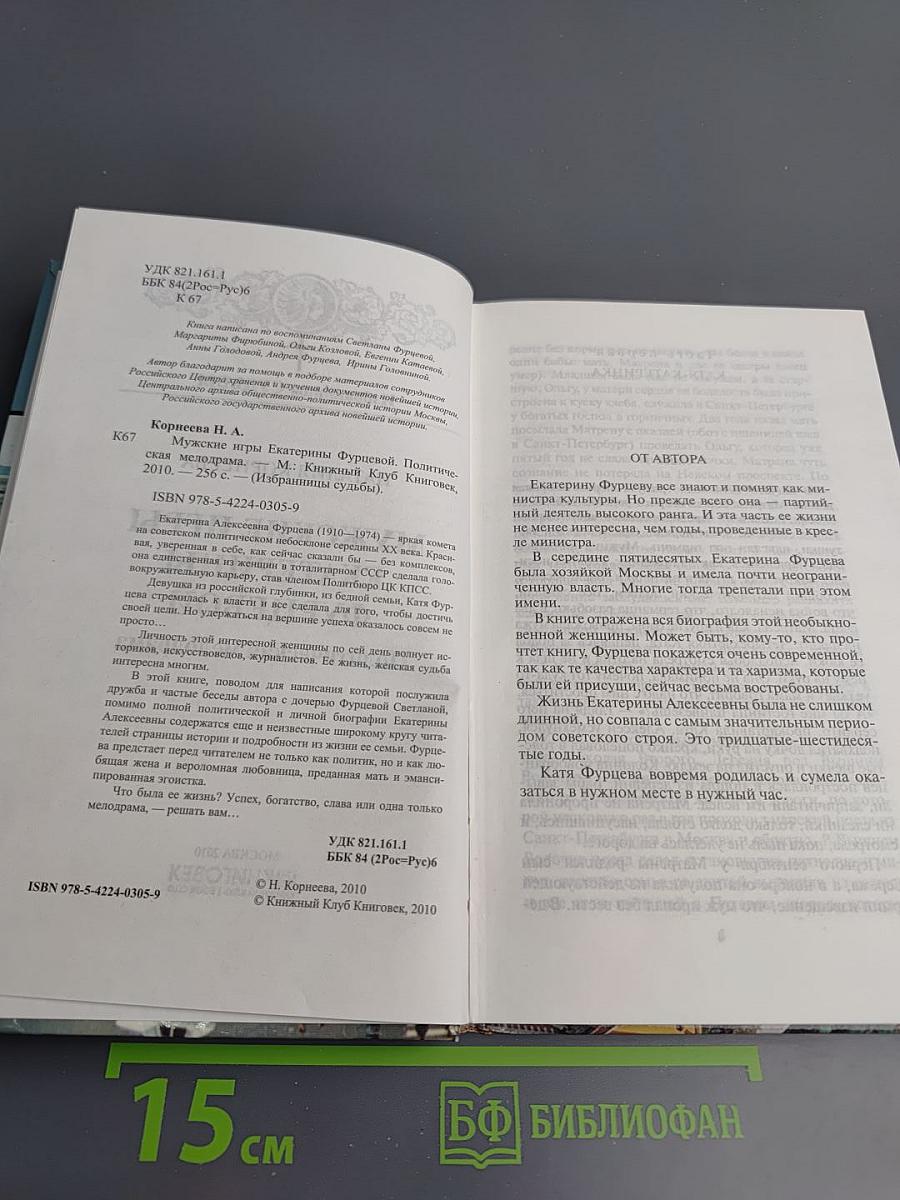 УДК 821.161.1
ББК 84(2Рос=Рус)6
К 67
Книга написана по воспоминаниям Светланы Фурцевой,
Маргариты Фирюбиной, Ольги Козловой, Евгении Катаевой,
Анны Голодовой, Андрея Фурцева, Ирины Головниной.
Автор благодарит за помощь в подборе материалов сотрудников
Российского Центра хранения и изучения документов новейшей истории,
Центрального архива общественно-политической истории Москвы,
Российского государственного архива новейшей истории.
Корнеева Н. А.
К67
Мужские игры Екатерины Фурцевой. Политиче-
ская мелодрама. — М.: Книжный Клуб Книговек,
2010. — 256 с. — (Избранницы судьбы).
ISBN 978-5-4224-0305-9
Екатерина Алексеевна Фурцева (1910—1974) — яркая комета
на советском политическом небосклоне середины XX века. Краси-
вая, уверенная в себе, как сейчас сказали бы — без комплексов,
она единственная из женщин в тоталитарном СССР сделала голо-
вокружительную карьеру, став членом Политбюро ЦК КПСС.
Девушка из российской глубинки, из бедной семьи, Катя Фур-
цева стремилась к власти и все сделала для того, чтобы достичь
своей цели. Но удержаться на вершине успеха оказалось совсем не
просто…
Личность этой интересной женщины по сей день волнует ис-
ториков, искусствоведов, журналистов. Ее жизнь, женская судьба
интересна многим.
В этой книге, поводом для написания которой послужила
дружба и частые беседы автора с дочерью Фурцевой Светланой,
помимо полной политической и личной биографии Екатерины
Алексеевны содержатся еще и неизвестные широкому кругу чита-
телей страницы истории и подробности из жизни ее семьи. Фурце-
ва предстает перед читателем не только как политик, но и как лю-
бящая жена и вероломная любовница, преданная мать и эманси-
пированная эгоистка.
Что была ее жизнь? Успех, богатство, слава или одна только
мелодрама, — решать вам…
УДК 821.161.1
ББК 84 (2Рос=Рус)6
ISBN 978-5-4224-0305-9
© Н. Корнеева, 2010
© Книжный Клуб Книговек, 2010
ОТ АВТОРА
Екатерину Фурцеву все знают и помнят как ми-
нистра культуры. Но прежде всего она — партий-
ный деятель высокого ранга. И эта часть ее жизни
не менее интересна, чем годы, проведенные в крес-
ле министра.
В середине пятидесятых Екатерина Фурцева
была хозяйкой Москвы и имела почти неограни-
ченную власть. Многие тогда трепетали при этом
имени.
В книге отражена вся биография этой необыкно-
венной женщины. Может быть, кому-то, кто про-
чтет книгу, Фурцева покажется очень современной,
так как те качества характера и та харизма, которые
были ей присущи, сейчас весьма востребованы.
Жизнь Екатерины Алексеевны была не слишком
длинной, но совпала с самым значительным перио-
дом советского строя. Это тридцатые-шестидеся-
тые годы.
Катя Фурцева вовремя родилась и сумела ока-
заться в нужном месте в нужный час.
15 см
БФ БИБЛИОФАН